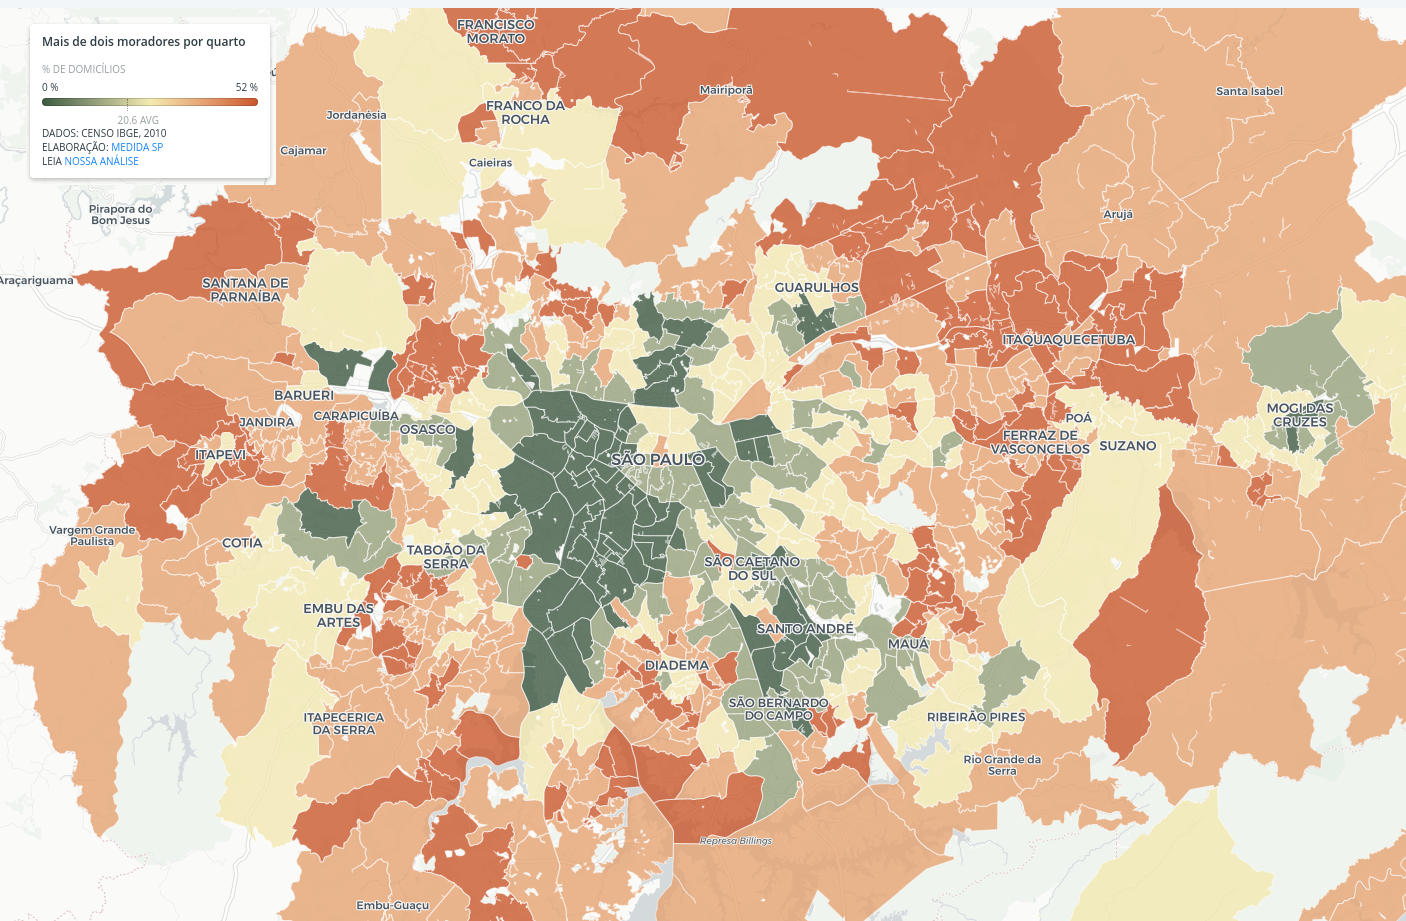 Mais de dois moradores por quarto
% DE DOMICÍLIOS
0 %
52 %
20.6 AVG
DADOS: CENSO IBGE, 2010
ELABORAÇÃO: MEDIDA SP
LEIA NOSSA ANÁLISE
FRANCISCO
MORATO
Mairiporã
Santa Isabel
FRANCO DA
ROCHA
Jordanésia
Cajamar
Caieiras
Pirapora do
Bom Jesus
Arujá
Araçariguama
SANTANA DE
PARNAÍBA
GUARULHOS
ITAQUAQUECETUBA
BARUERI
CARAPICUÍBA
JANDIRA
OSASCO
MOGI DAS
CRUZES
POÁ
FERRAZ DE
VASCONCELOS
SUZANO
ITAPEVI
SÃO PAULO
Vargem Grande
Paulista
COTIA
TABOÃO DA
SERRA
SÃO CAETANO
DO SUL
EMBU DAS
ARTES
SANTO ANDRÉ
MAUÁ
DIADEMA
SÃO BERNARDO
DO CAMPO
RIBEIRÃO PIRES
ITAPECERICA
DA SERRA
Rio Grande da
Serra
Represa Billings
Embu-Guaçu